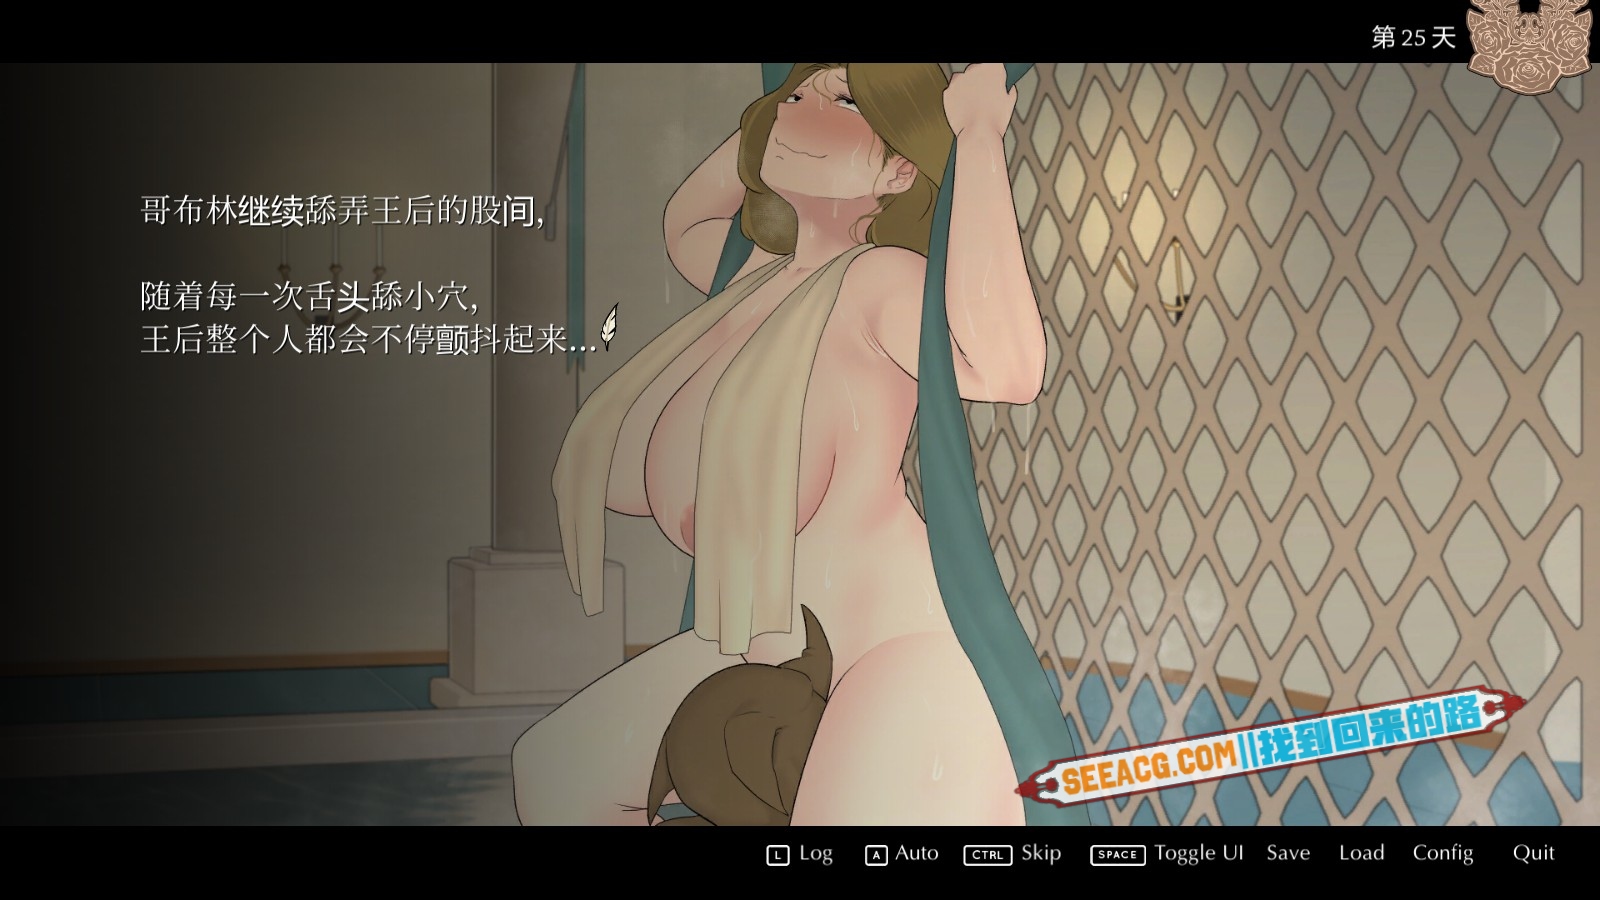 第 25 天
哥布林继续舔弄王后的股间,
随着每一次舌头舔小穴,
王后整个人都会不停颤抖起来...
SEEACG.COM||找到回来的路
L Log A Auto CTRL Skip SPACE Toggle UI Save Load Config Quit